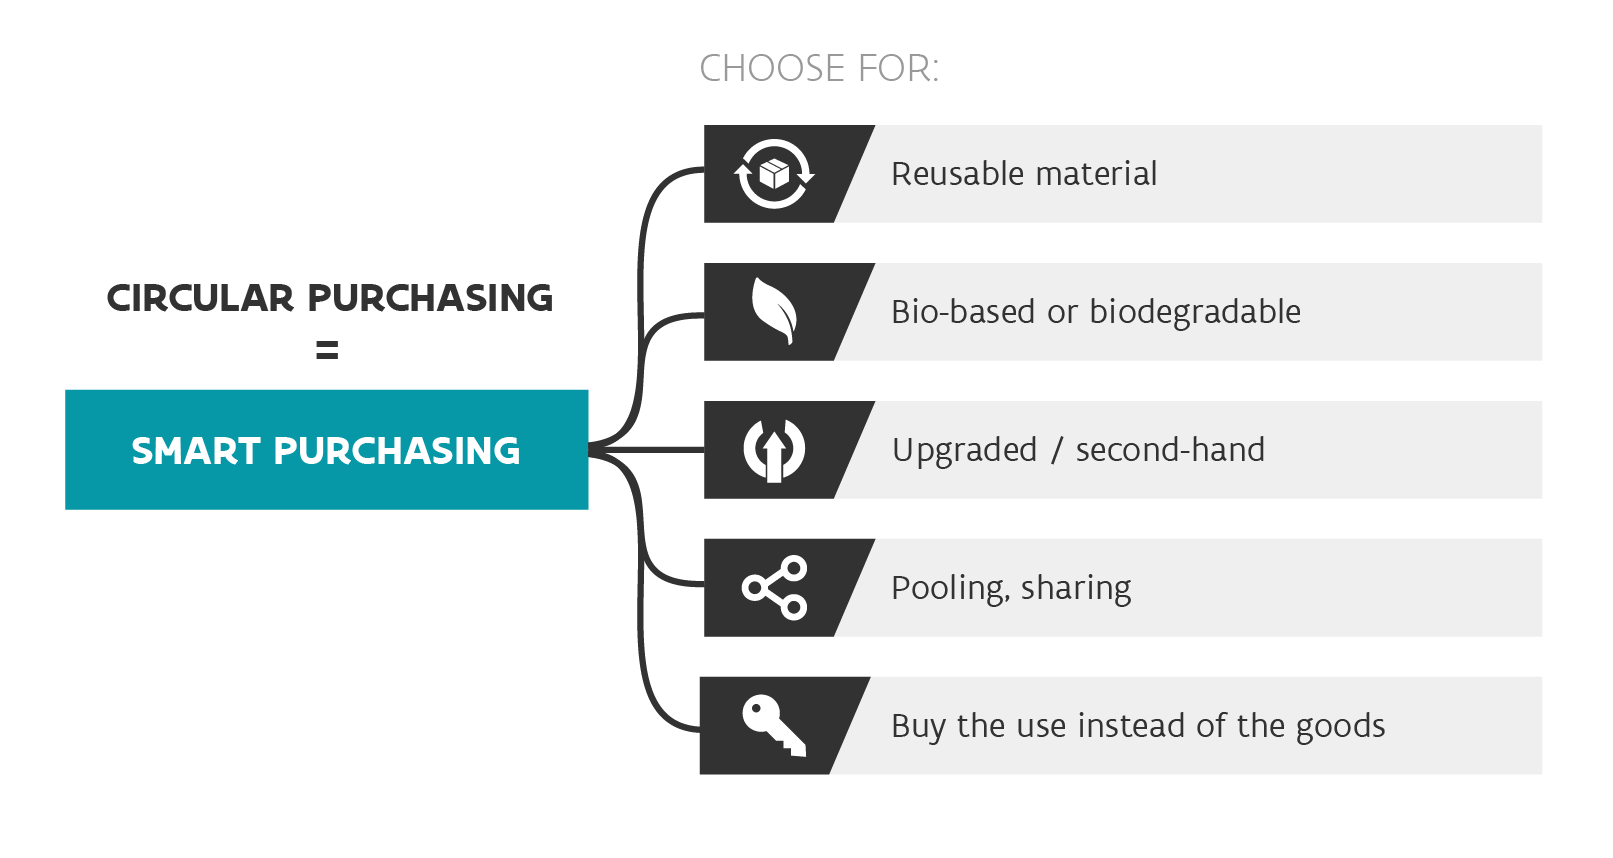 CHOOSE FOR:
Reusable material
CIRCULAR PURCHASING
=
SMART PURCHASING
Bio-based or biodegradable
Upgraded / second-hand
Pooling, sharing
Buy the use instead of the goods